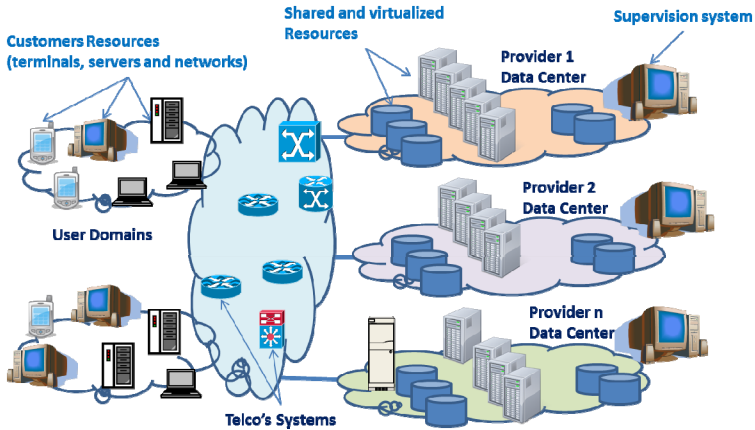 Customers Resources
(terminals, servers and networks)
Shared and virtualized
Resources
Supervision system
Provider 1
Data Center
User Domains
Provider 2
Data Center
Provider n
Data Center
Telco's Systems